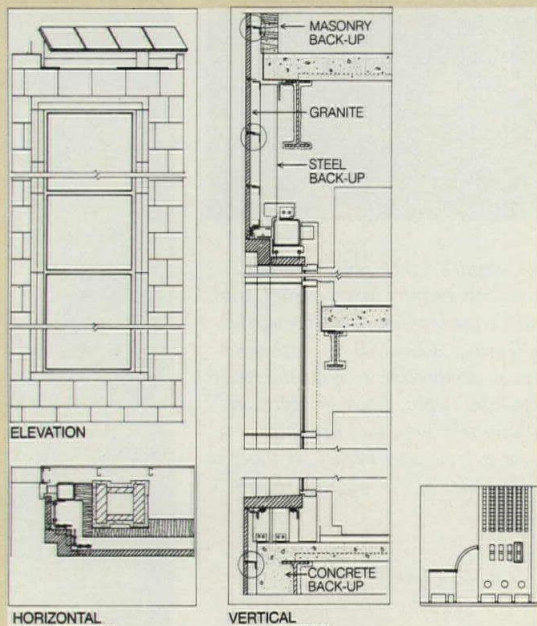 MASONRY
BACK-UP
GRANITE
STEEL
BACK-UP
ELEVATION
CONCRETE
BACK-UP
HORIZONTAL
VERTICAL